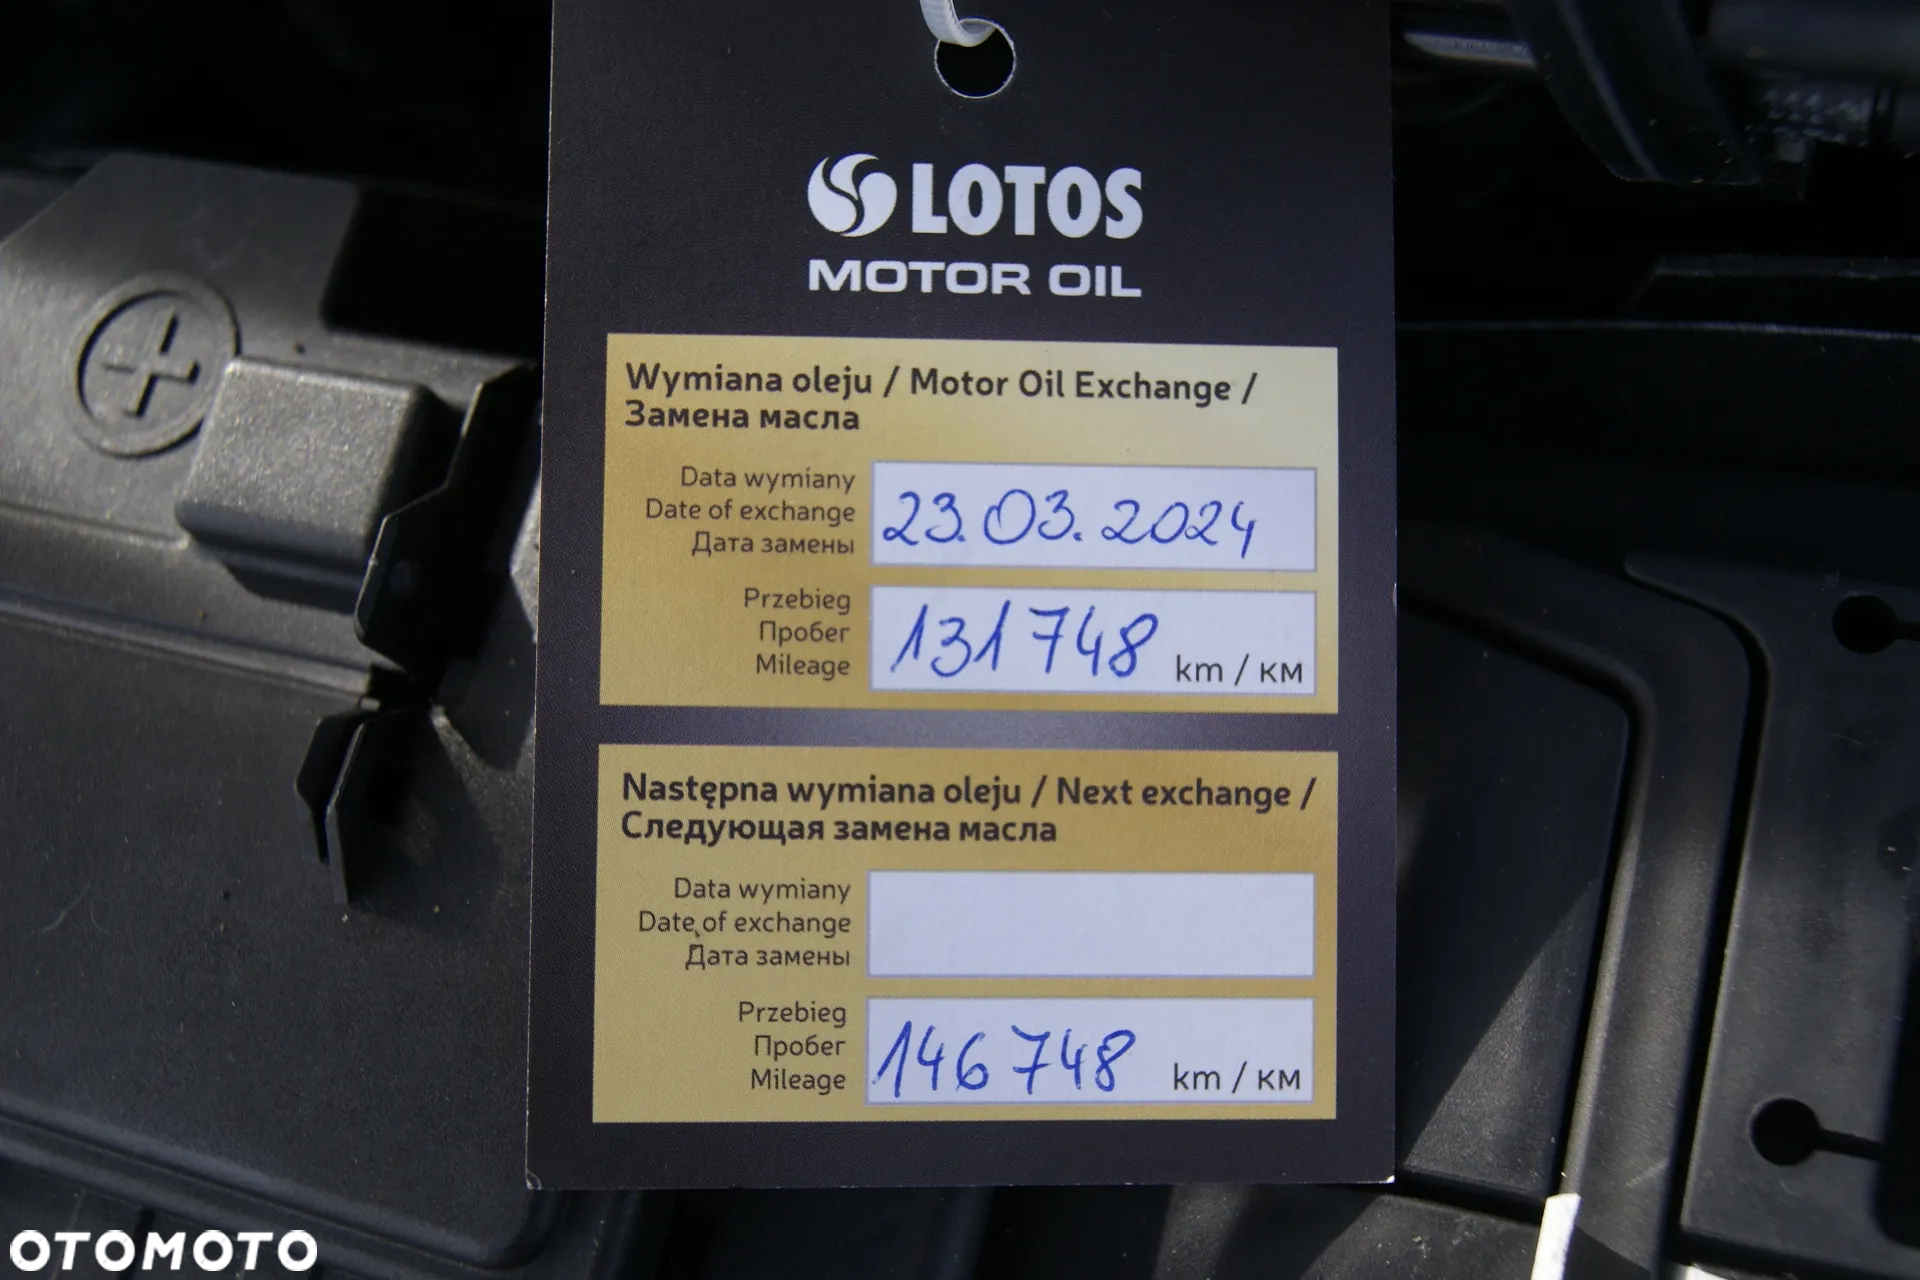 LOTOS
MOTOR OIL
Wymiana oleju / Motor Oil Exchange /
Замена масла
Data wymiany
Date of exchange
Дата замены
23.03.2024
Przebieg
Пробег
Mileage
131748 km / км
Następna wymiana oleju / Next exchange /
Следующая замена масла
Data wymiany
Date of exchange
Дата замены
Przebieg
Пробег
Mileage
146748 km / км
OTOMOTO